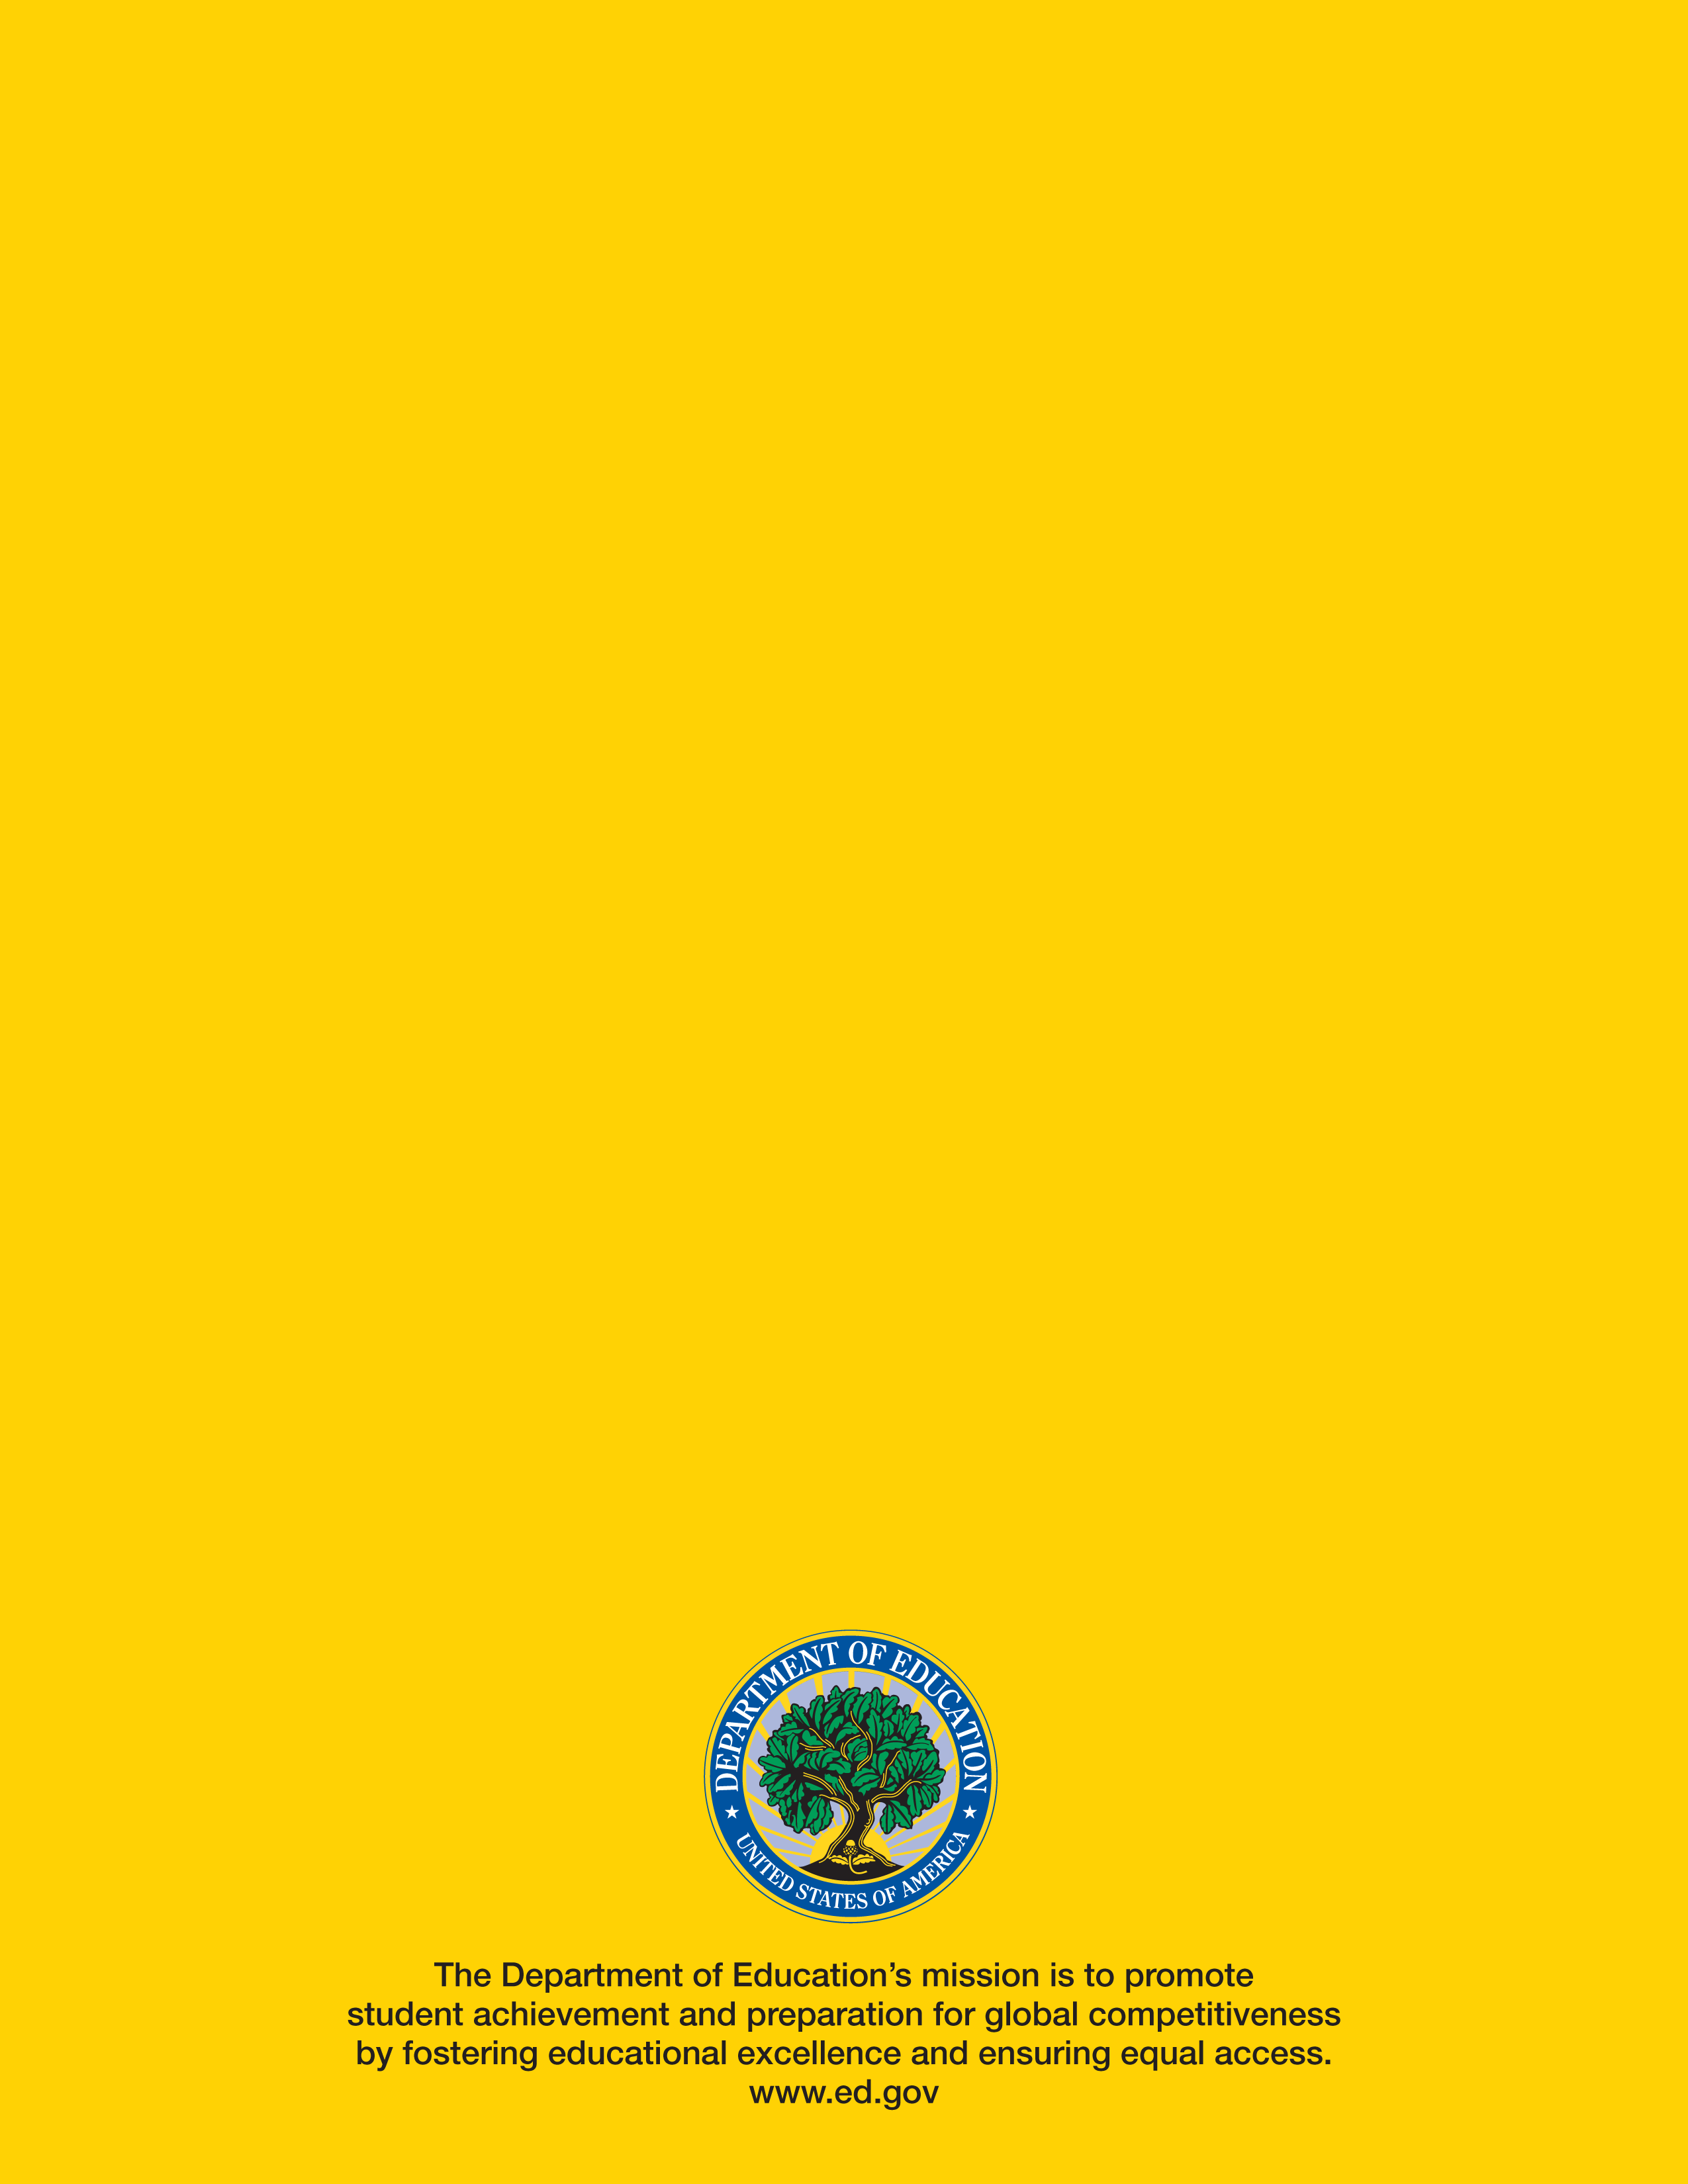 DEPARTMENT OF EDUCATION
UNITED STATES OF AMERICA
The Department of Education’s mission is to promote
student achievement and preparation for global competitiveness
by fostering educational excellence and ensuring equal access.
www.ed.gov